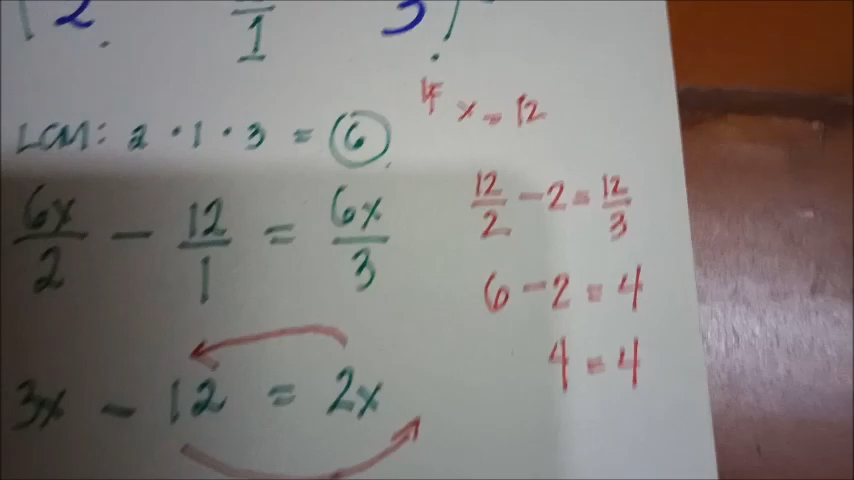 2 1 3
LCM: 2 · 1 · 3 = 6
If x = 12
6x/2 - 12/1 = 6x/3
12/2 - 2 = 12/3
6 - 2 = 4
4 = 4
3x - 12 = 2x